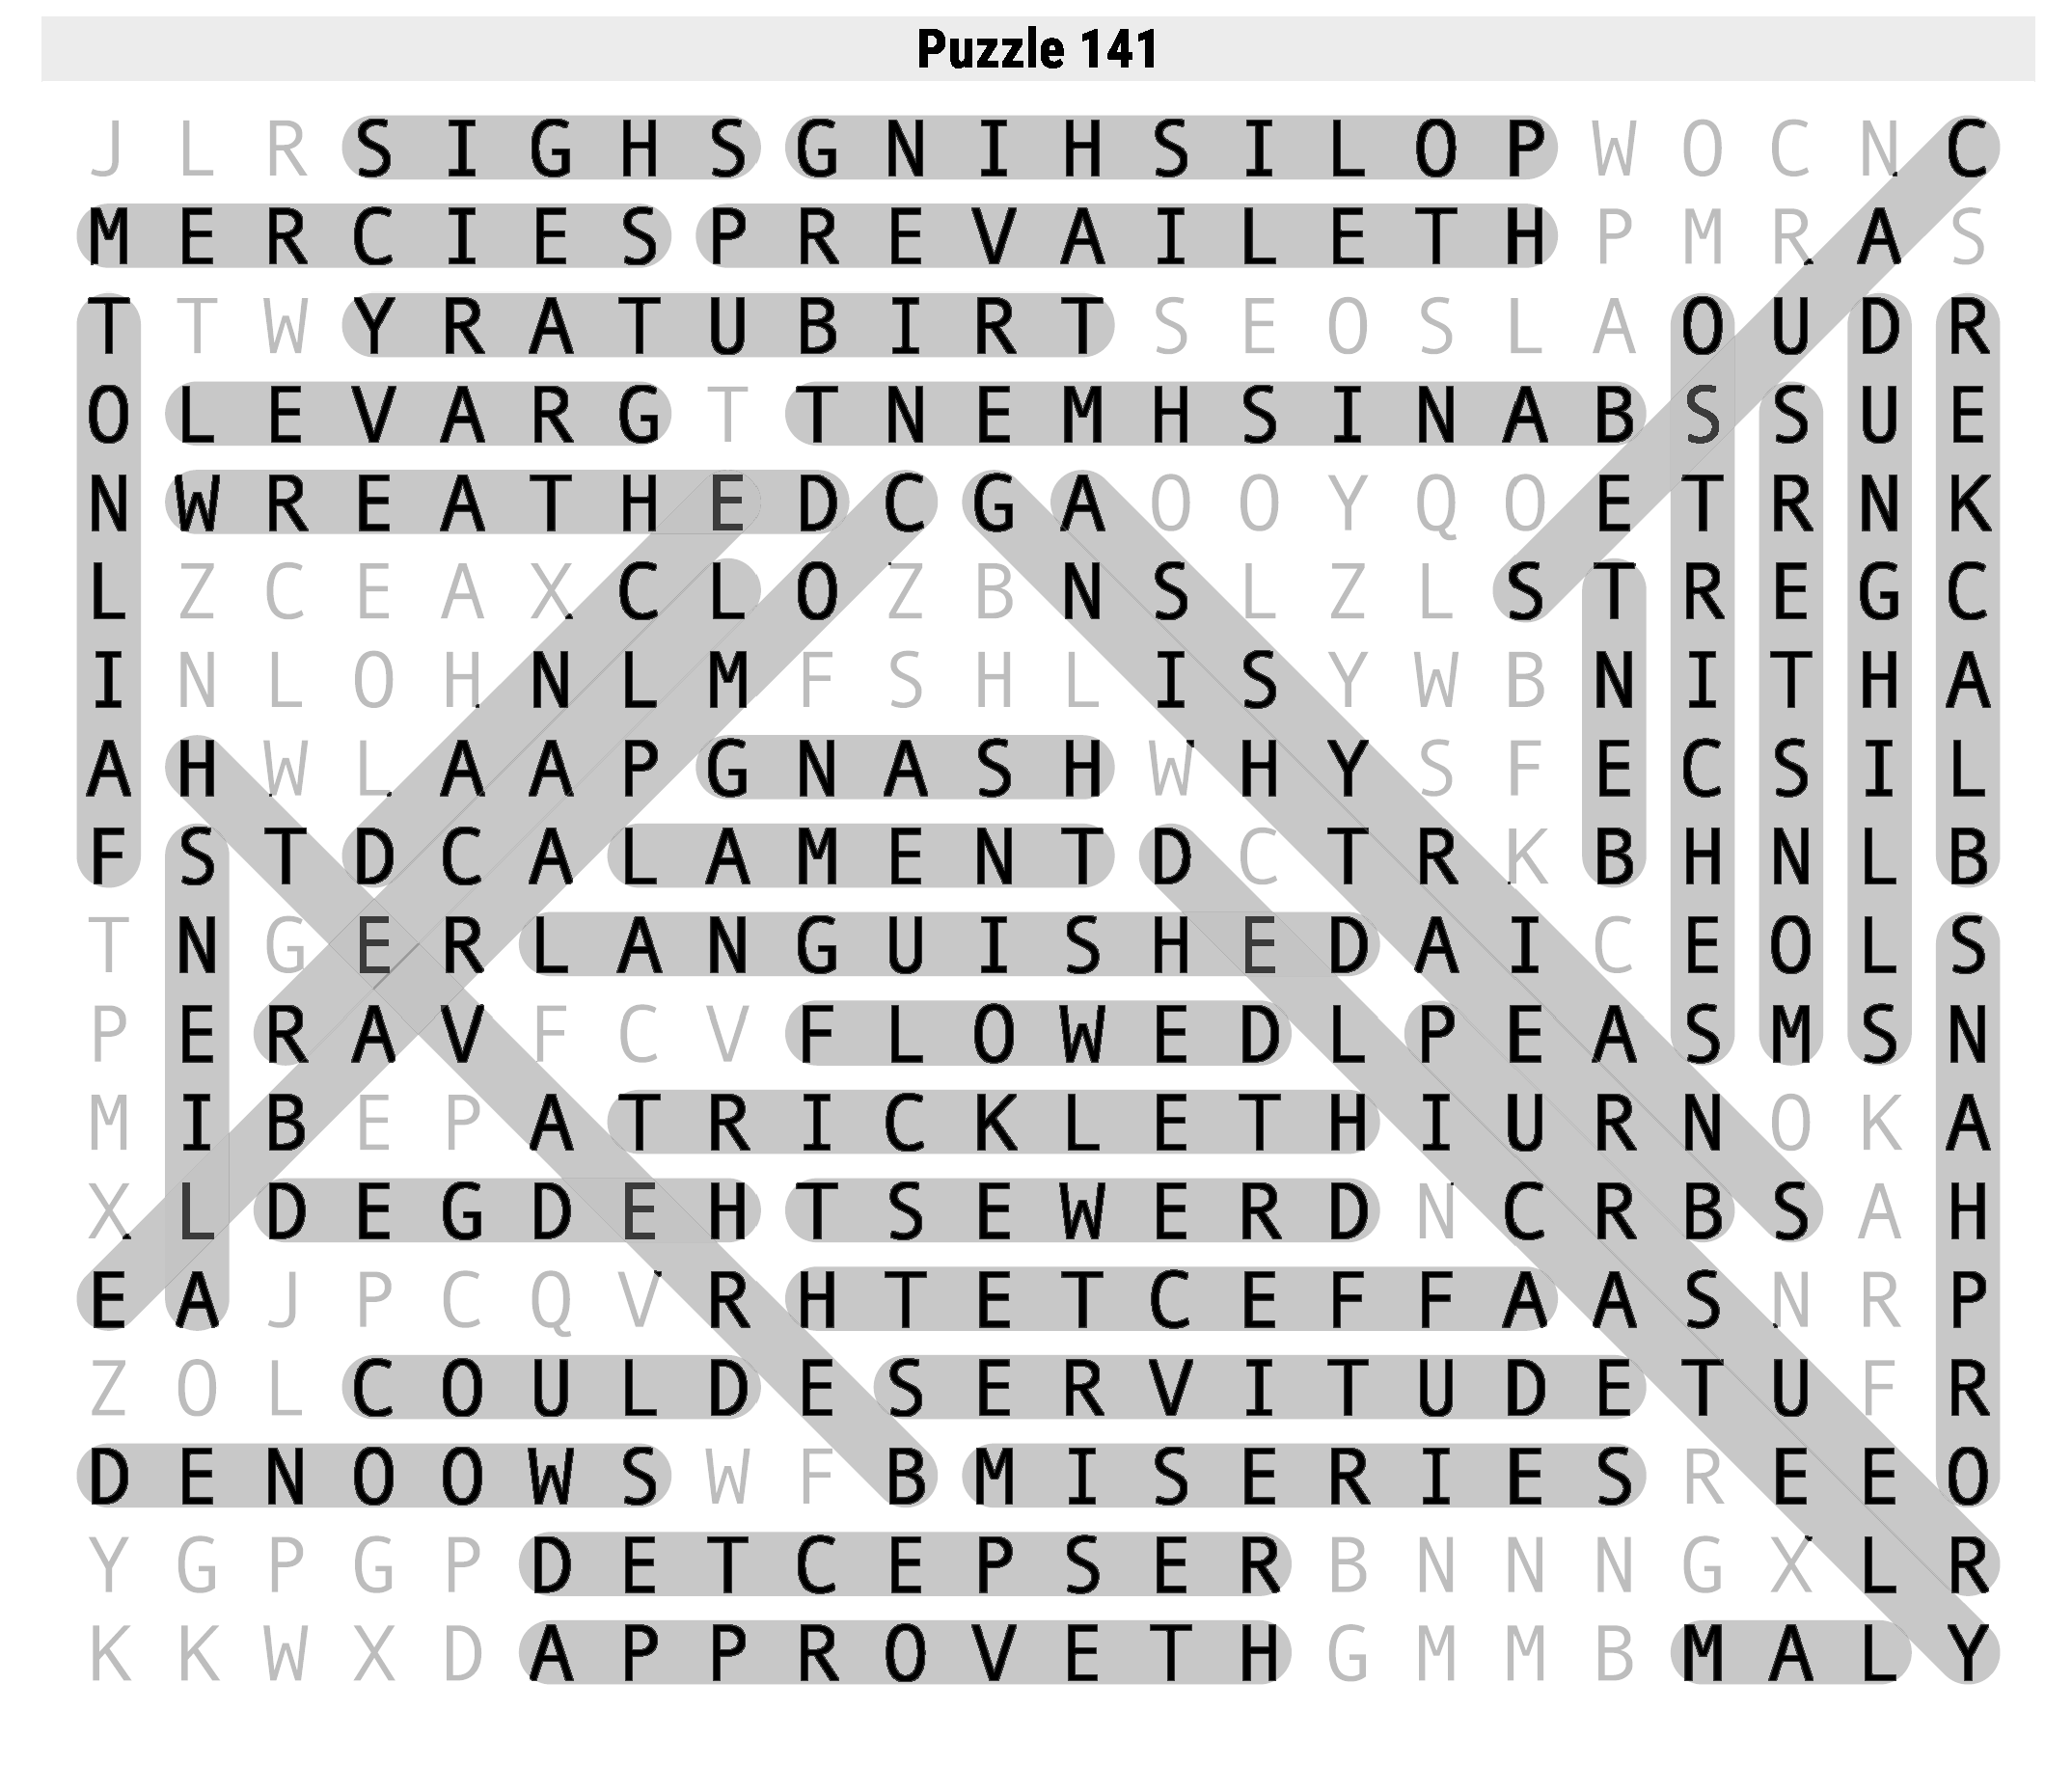 Puzzle 141
J L R S I G H S G N I H S I L O P W O C N C
M E R C I E S P R E V A I L E T H P M R A S
T T W Y R A T U B I R T S E O S L A O U D R
O L E V A R G T T N E M H S I N A B S S U E
N W R E A T H E D C G A O O Y Q O E T R N K
L Z C E A X C L O Z B N S L Z L S T R E G C
I N L O H N L M F S H L I S Y W B N I T H A
A H W L A A P G N A S H W H Y S F E C S I L
F S T D C A L A M E N T D C T R K B H N L B
T N G E R L A N G U I S H E D A I C E O L S
P E R A V F C V F L O W E D L P E A S M S N
M I B E P A T R I C K L E T H I U R N O K A
X L D E G D E H T S E W E R D N C R B S A H
E A J P C Q V R H T E T C E F F A A S N R P
Z O L C O U L D E S E R V I T U D E T U F R
D E N O O W S W F B M I S E R I E S R E E O
Y G P G P D E T C E P S E R B N N N G X L R
K K W X D A P P R O V E T H G M M B M A L Y